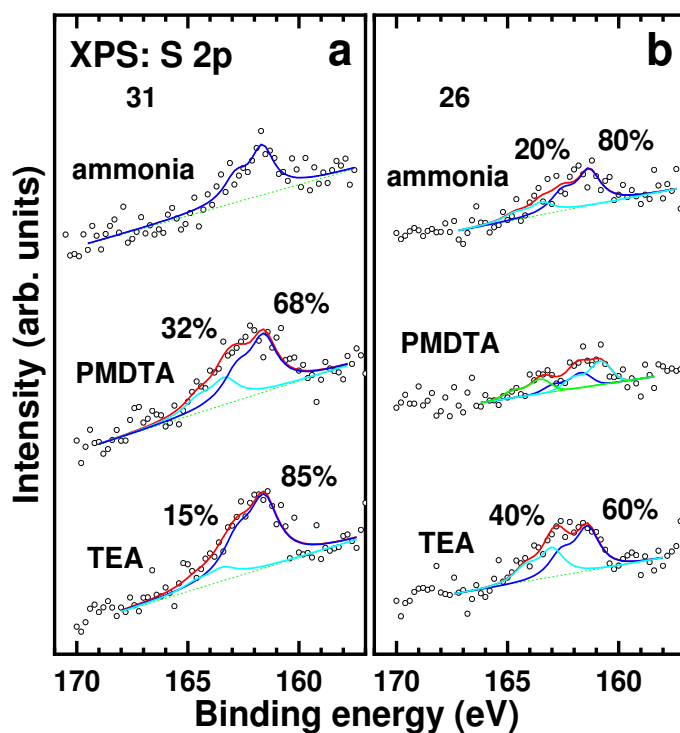 XPS: S 2p a
31
ammonia
32% 68%
PMDTA
15% 85%
TEA
b
26
20% 80%
ammonia
PMDTA
40% 60%
TEA
170 165 160
170 165 160
Binding energy (eV)
Intensity (arb. units)